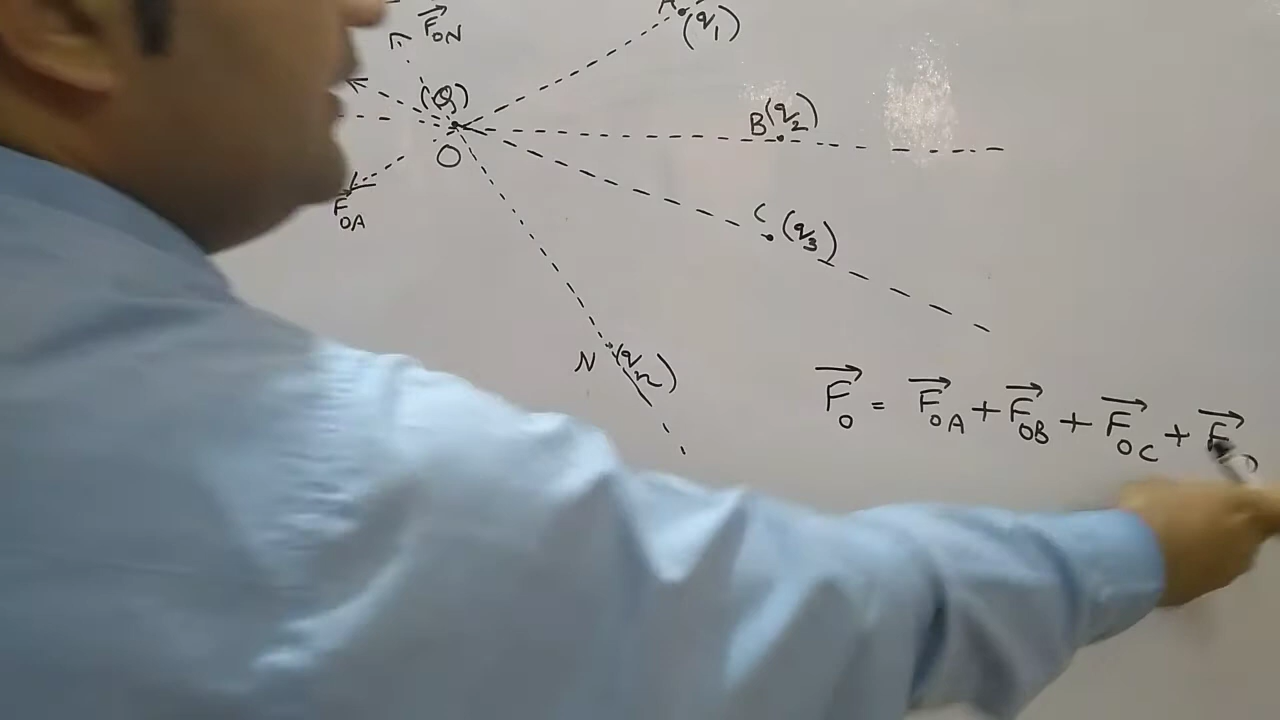 F⃗ON
A (q1)
(Q)
B (q2)
O
F⃗OA
C (q3)
N (qn)
F⃗O = F⃗OA + F⃗OB + F⃗OC + F⃗